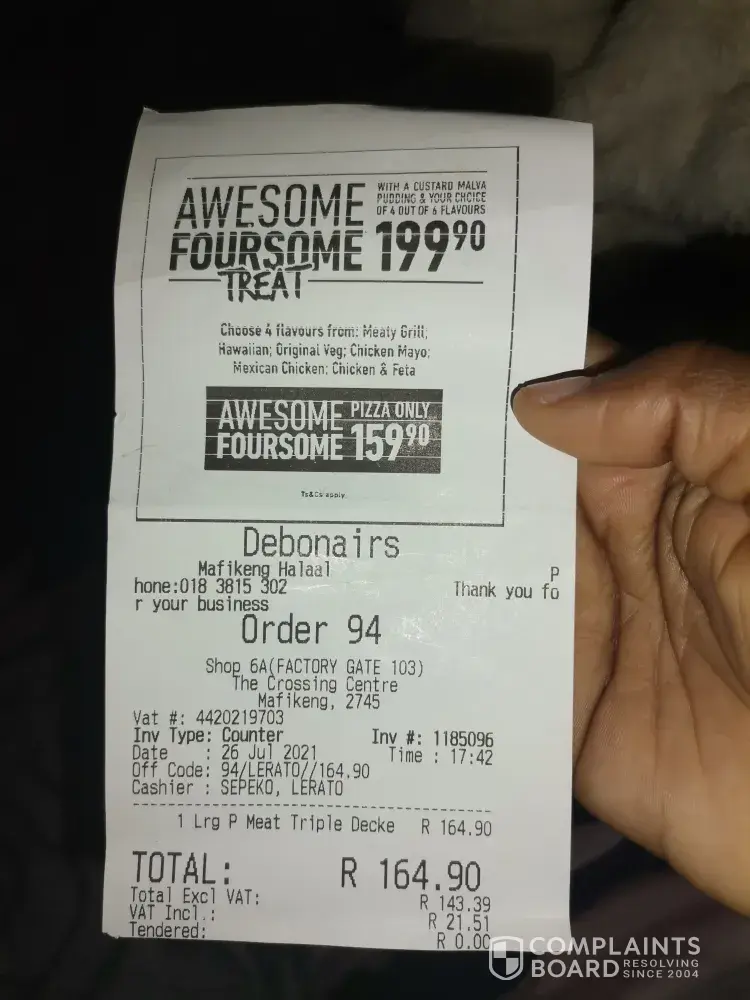 AWESOME FOURSOME TREAT
WITH A CUSTARD MALVA
PUDDING & YOUR CHOICE
OF 4 OUT OF 6 FLAVOURS
199 90
Choose 4 flavours from: Meaty Grill;
Hawaiian; Original Veg; Chicken Mayo;
Mexican Chicken; Chicken & Feta
AWESOME FOURSOME
PIZZA ONLY
159 90
Ts&Cs apply.
Debonairs
Mafikeng Halaal P
hone:018 3815 302 Thank you fo
r your business
Order 94
Shop 6A(FACTORY GATE 103)
The Crossing Centre
Mafikeng, 2745
Vat #: 4420219703
Inv Type: Counter Inv #: 1185096
Date : 26 Jul 2021 Time : 17:42
Off Code: 94/LERATO//164.90
Cashier : SEPEKO, LERATO
1 Lrg P Meat Triple Decke R 164.90
TOTAL: R 164.90
Total Excl VAT: R 143.39
VAT Incl.: R 21.51
Tendered: R 0.00
COMPLAINTS
BOARD RESOLVING
SINCE 2004